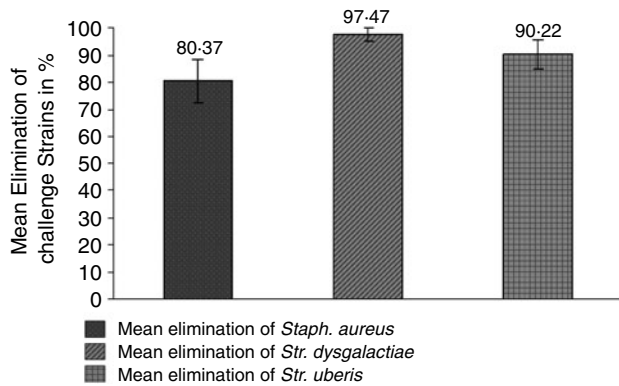 97·47
90·22
80·37
100
90
80
70
60
50
40
30
20
10
0
Mean Elimination of
challenge Strains in %
Mean elimination of Staph. aureus
Mean elimination of Str. dysgalactiae
Mean elimination of Str. uberis